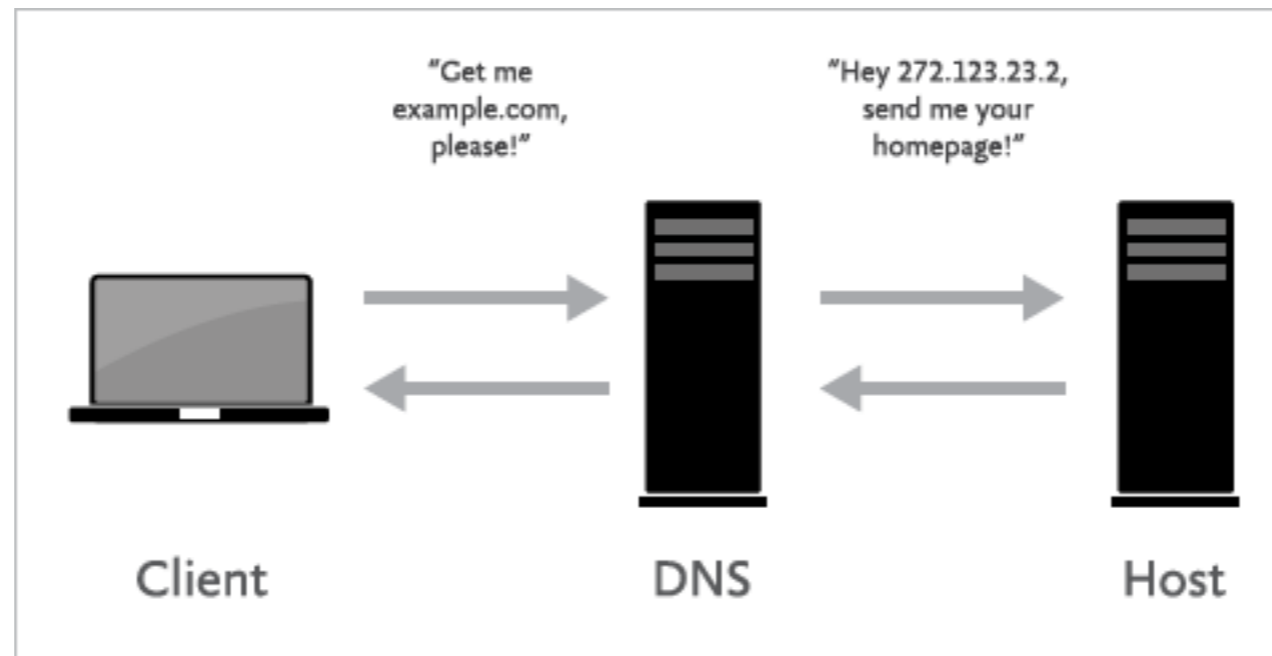 "Get me
example.com,
please!"
"Hey 272.123.23.2,
send me your
homepage!"
Client
DNS
Host